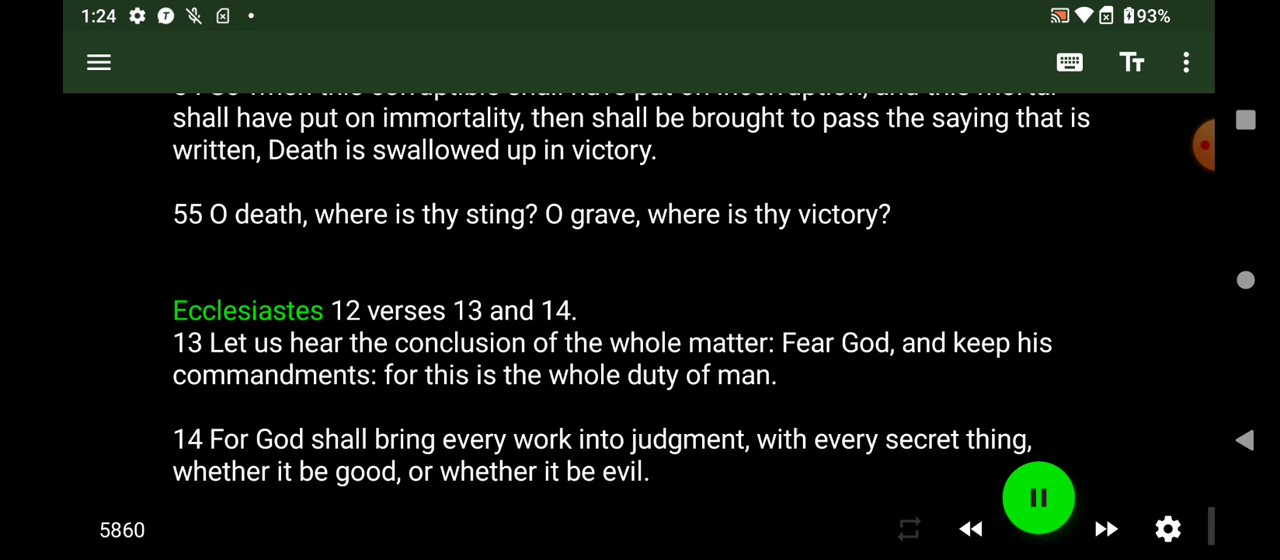 1:24
93%
shall have put on immortality, then shall be brought to pass the saying that is
written, Death is swallowed up in victory.
55 O death, where is thy sting? O grave, where is thy victory?
Ecclesiastes 12 verses 13 and 14.
13 Let us hear the conclusion of the whole matter: Fear God, and keep his
commandments: for this is the whole duty of man.
14 For God shall bring every work into judgment, with every secret thing,
whether it be good, or whether it be evil.
5860